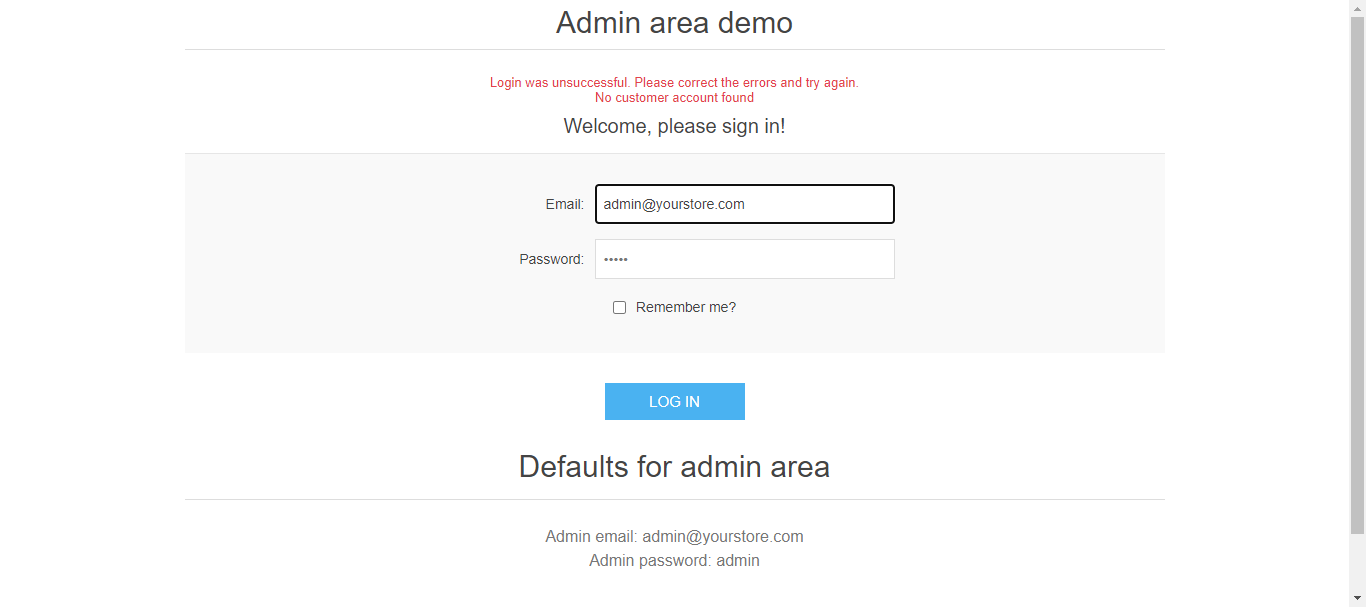 Admin area demo
Login was unsuccessful. Please correct the errors and try again.
No customer account found
Welcome, please sign in!
Email: admin@yourstore.com
Password: •••••
Remember me?
LOG IN
Defaults for admin area
Admin email: admin@yourstore.com
Admin password: admin